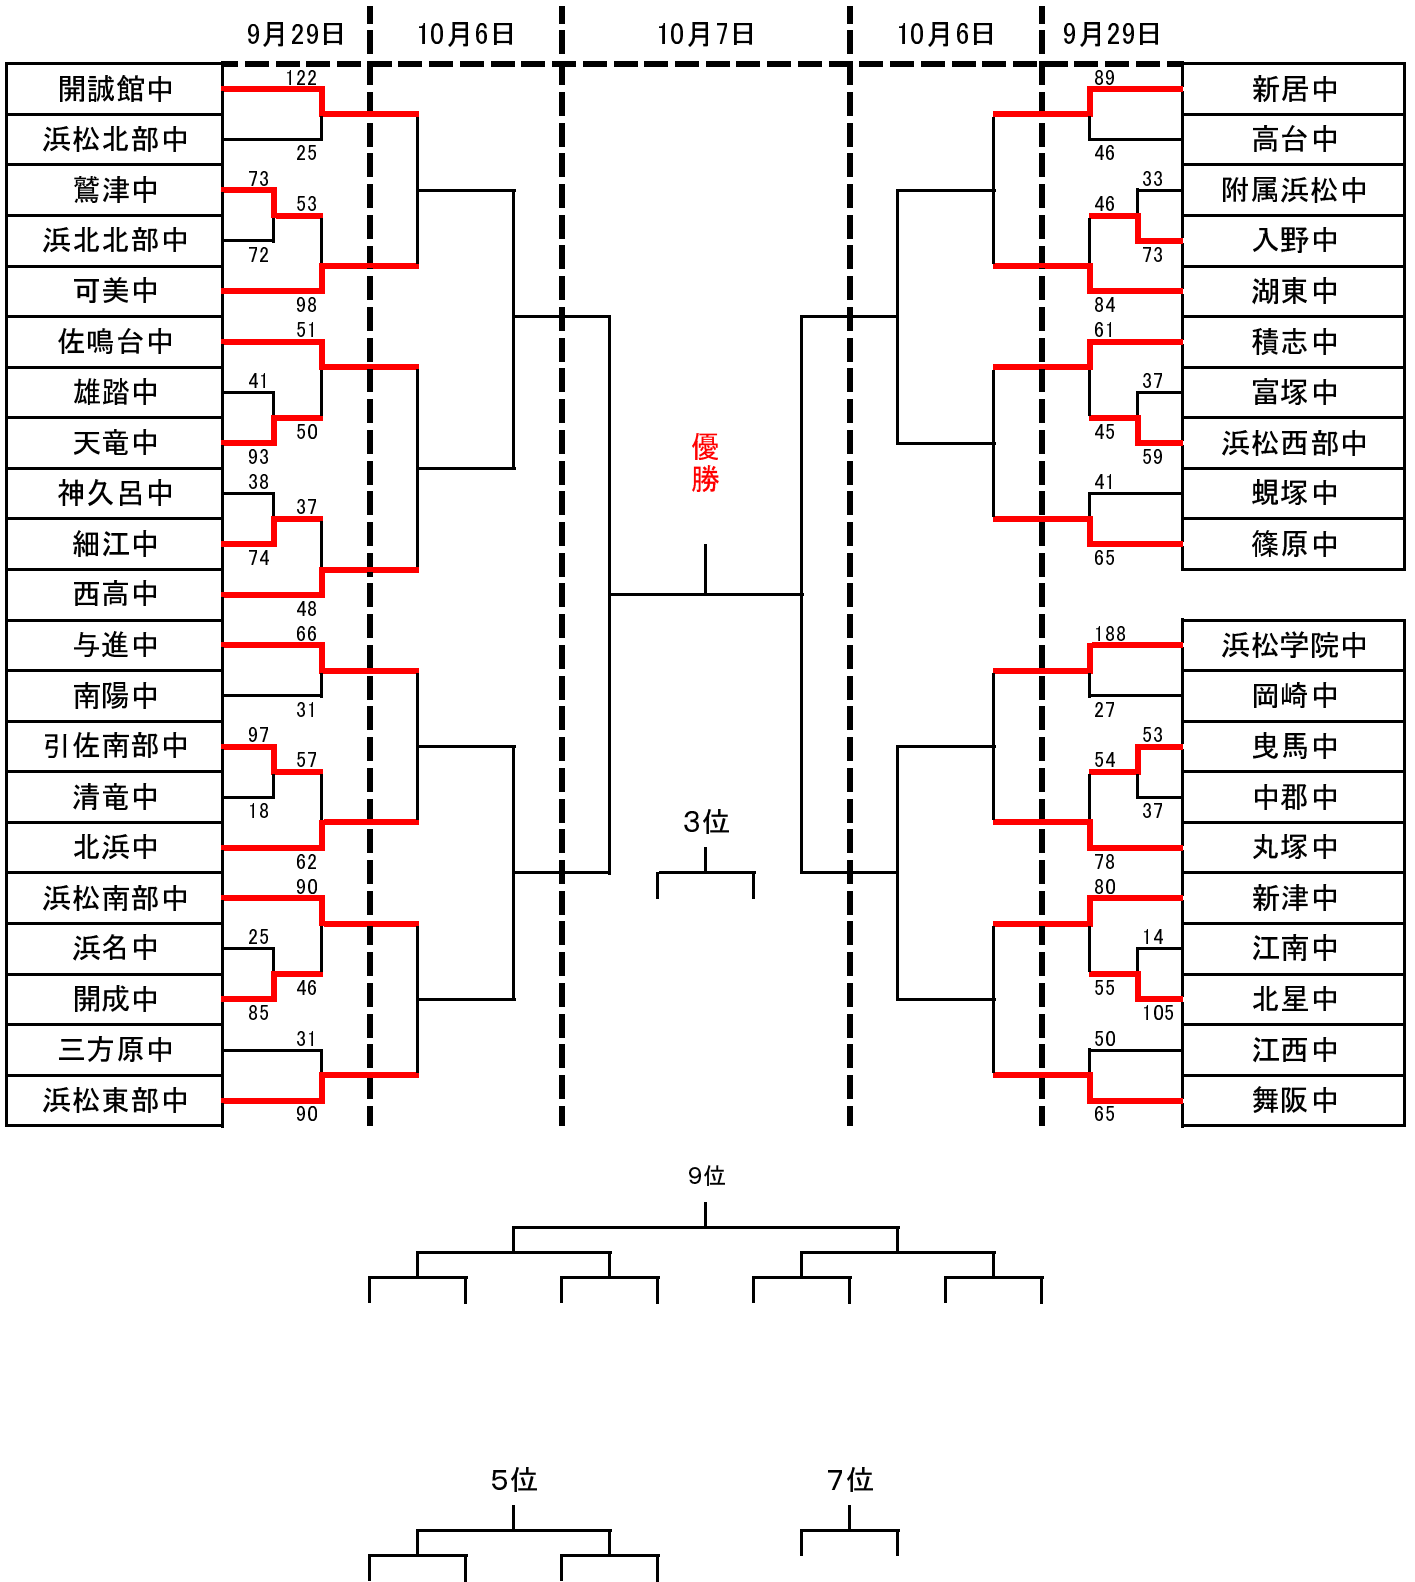 9月29日 10月6日 10月7日 10月6日 9月29日
開誠館中 122 89 新居中
浜松北部中 25 46 高台中
鷲津中 73 53 46 33 附属浜松中
浜北北部中 72 73 入野中
可美中 98 84 湖東中
佐鳴台中 51 61 積志中
雄踏中 41 37 富塚中
天竜中 93 50 45 59 浜松西部中
神久呂中 38 41 蜆塚中
細江中 74 37 65 篠原中
西高中 48
優
勝
与進中 66 188 浜松学院中
南陽中 31 27 岡崎中
引佐南部中 97 57 54 53 曳馬中
清竜中 18 37 中郡中
北浜中 62 78 丸塚中
3位
浜松南部中 90 80 新津中
浜名中 25 14 江南中
開成中 85 46 55 105 北星中
三方原中 31 50 江西中
浜松東部中 90 65 舞阪中
9位
5位 7位